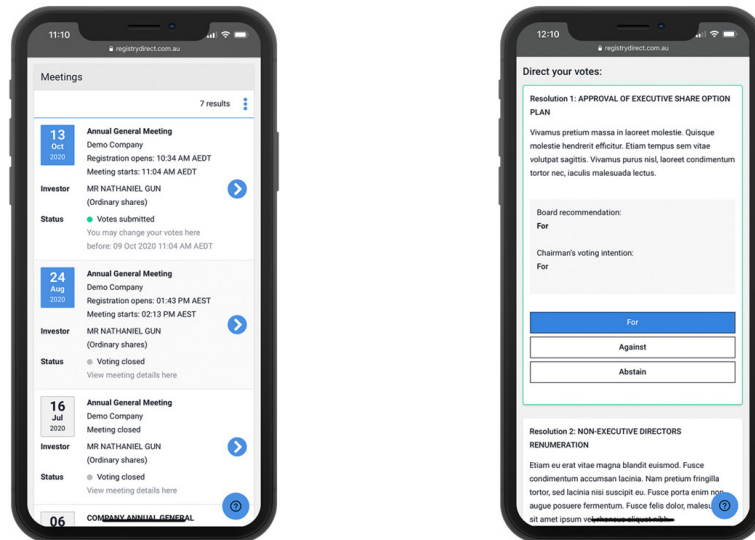 11:10
registrydirect.com.au
Meetings
7 results
13
Oct
2020
Annual General Meeting
Demo Company
Registration opens: 10:34 AM AEDT
Meeting starts: 11:04 AM AEDT
Investor
MR NATHANIEL GUN
(Ordinary shares)
Status
Votes submitted
You may change your votes here
before: 09 Oct 2020 11:04 AM AEDT
24
Aug
2020
Annual General Meeting
Demo Company
Registration opens: 01:43 PM AEST
Meeting starts: 02:13 PM AEST
Investor
MR NATHANIEL GUN
(Ordinary shares)
Status
Voting closed
View meeting details here
16
Jul
2020
Annual General Meeting
Demo Company
Meeting closed
Investor
MR NATHANIEL GUN
(Ordinary shares)
Status
Voting closed
View meeting details here
06
COMPANY ANNUAL GENERAL
12:10
registrydirect.com.au
Direct your votes:
Resolution 1: APPROVAL OF EXECUTIVE SHARE OPTION
PLAN
Vivamus pretium massa in laoreet molestie. Quisque
molestie hendrerit efficitur. Etiam tempus sem vitae
volutpat sagittis. Vivamus purus nisl, laoreet condimentum
tortor nec, iaculis malesuada lectus.
Board recommendation:
For
Chairman's voting intention:
For
For
Against
Abstain
Resolution 2: NON-EXECUTIVE DIRECTORS
RENUMERATION
Etiam eu erat vitae magna blandit euismod. Fusce
condimentum accumsan lacinia. Nam pretium fringilla
tortor, sed lacinia nisi suscipit eu. Fusce porta enim non
augue posuere fermentum. Fusce felis dolor,
sit amet ipsum vel rhoncus aliquet nibh.